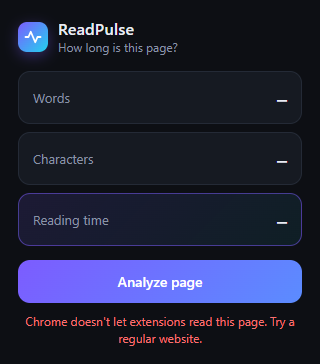 ReadPulse
How long is this page?
Words –
Characters –
Reading time –
Analyze page
Chrome doesn't let extensions read this page. Try a
regular website.